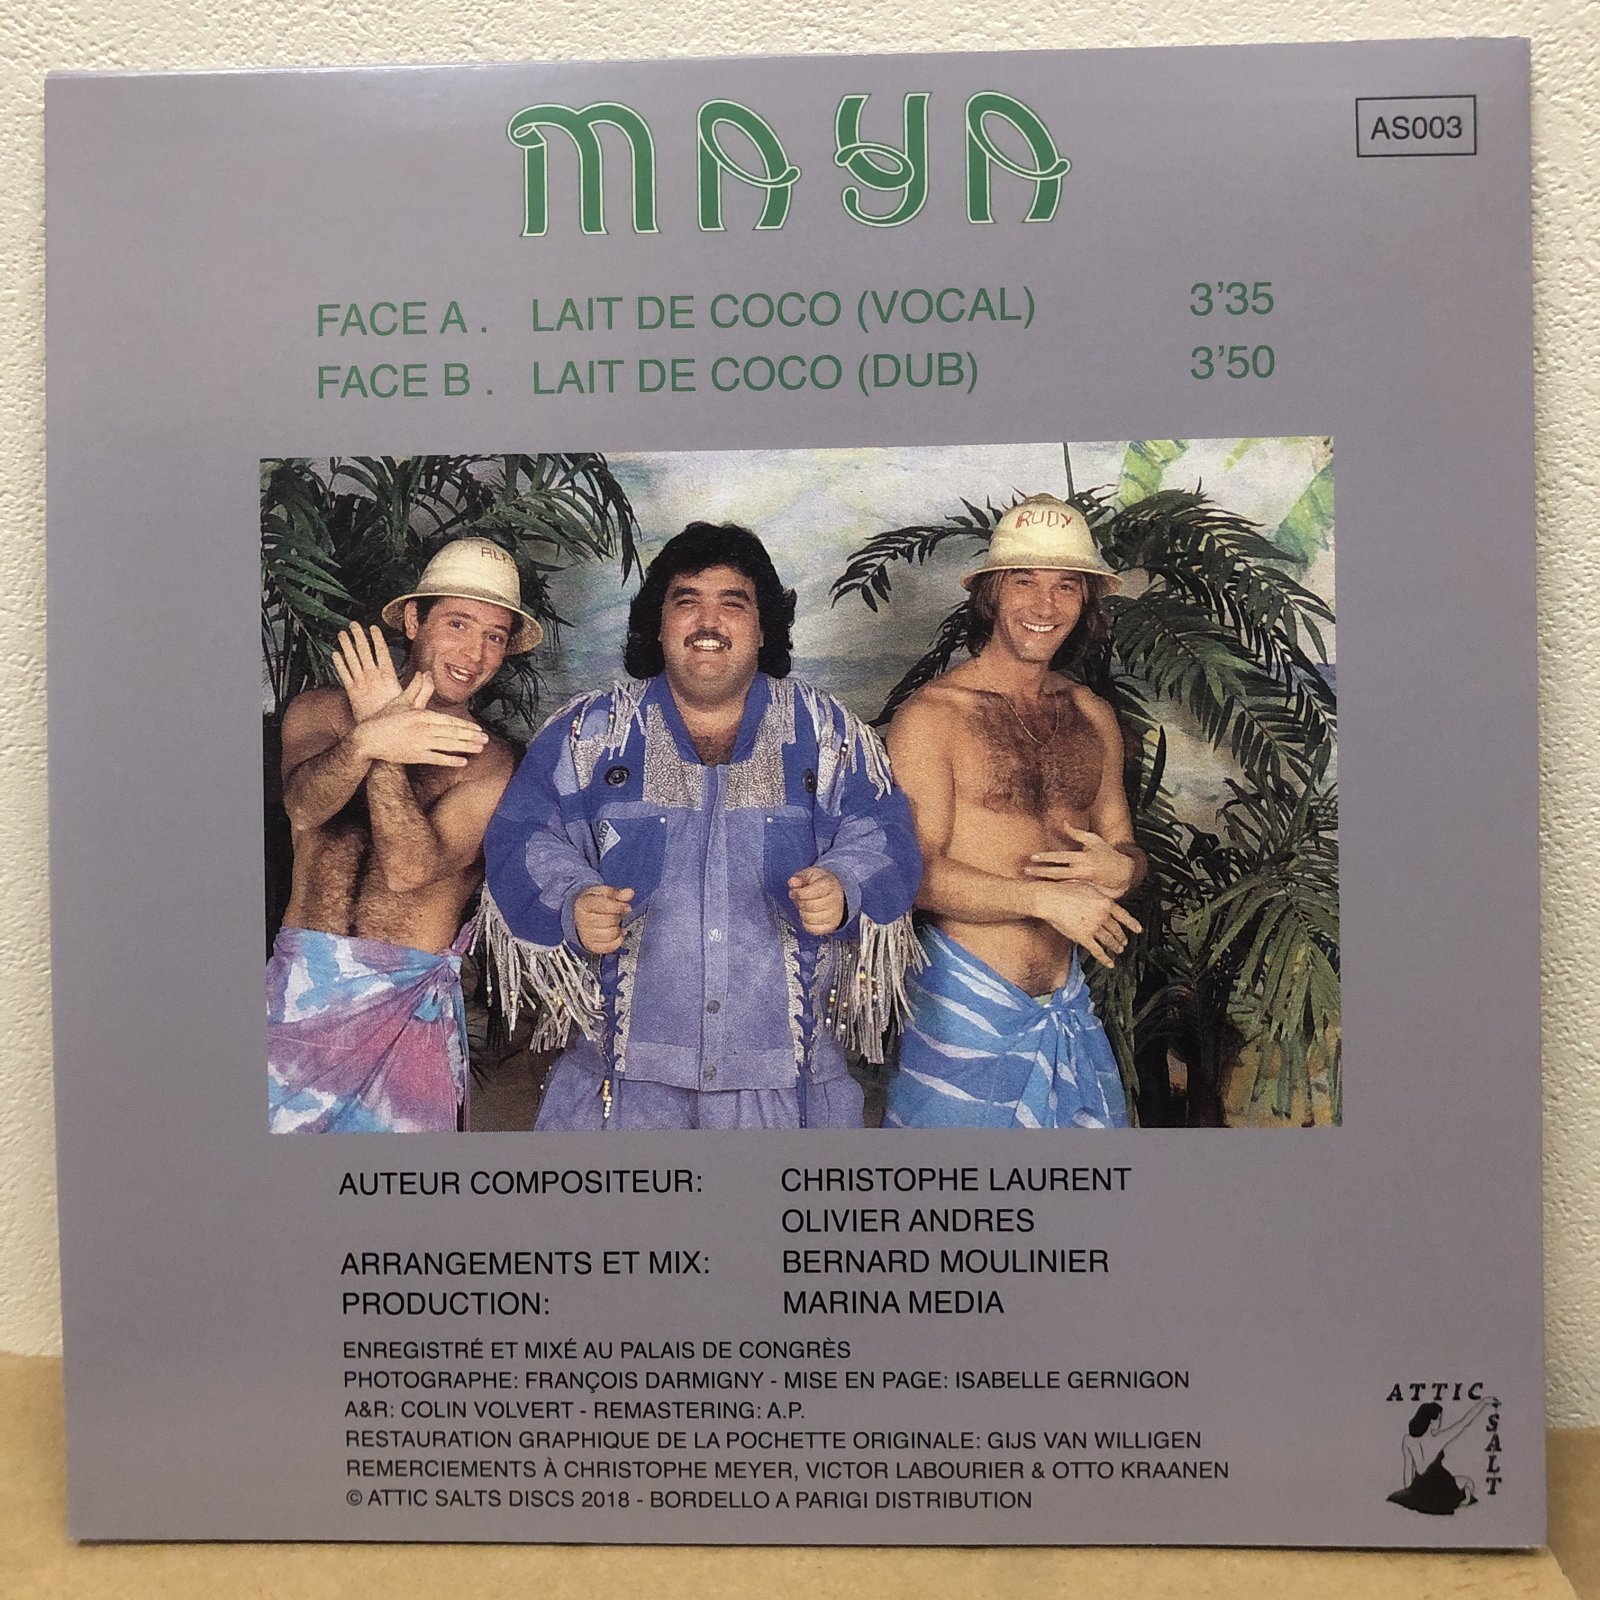 MAYA
AS003
FACE A . LAIT DE COCO (VOCAL) 3'35
FACE B . LAIT DE COCO (DUB) 3'50
RUDY
AUTEUR COMPOSITEUR: CHRISTOPHE LAURENT
OLIVIER ANDRES
ARRANGEMENTS ET MIX: BERNARD MOULINIER
PRODUCTION: MARINA MEDIA
ENREGISTRÉ ET MIXÉ AU PALAIS DE CONGRÈS
PHOTOGRAPHE: FRANÇOIS DARMIGNY - MISE EN PAGE: ISABELLE GERNIGON
A&R: COLIN VOLVERT - REMASTERING: A.P.
RESTAURATION GRAPHIQUE DE LA POCHETTE ORIGINALE: GIJS VAN WILLIGEN
REMERCIEMENTS À CHRISTOPHE MEYER, VICTOR LABOURIER & OTTO KRAANEN
© ATTIC SALTS DISCS 2018 - BORDELLO A PARIGI DISTRIBUTION
ATTIC
SALT